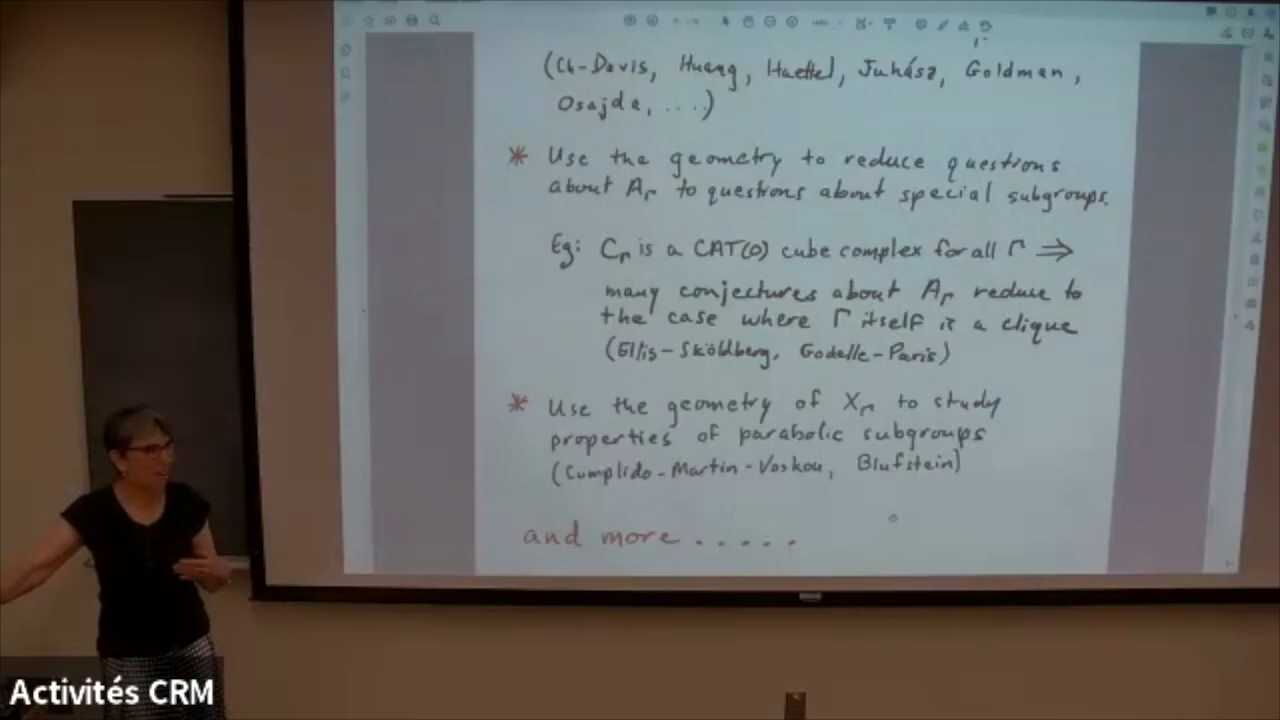 (Ch-Davis, Huang, Haettel, Juhász, Goldman,
Osajda, ....)
* Use the geometry to reduce questions
about A_Γ to questions about special subgroups.
Eg: C_Γ is a CAT(0) cube complex for all Γ ⇒
many conjectures about A_Γ reduce to
the case where Γ itself is a clique
(Ellis-Sköldberg, Godelle-Paris)
* Use the geometry of X_Γ to study
properties of parabolic subgroups
(Cumplido-Martin-Vaskou, Blufstein)
and more .....
Activités CRM